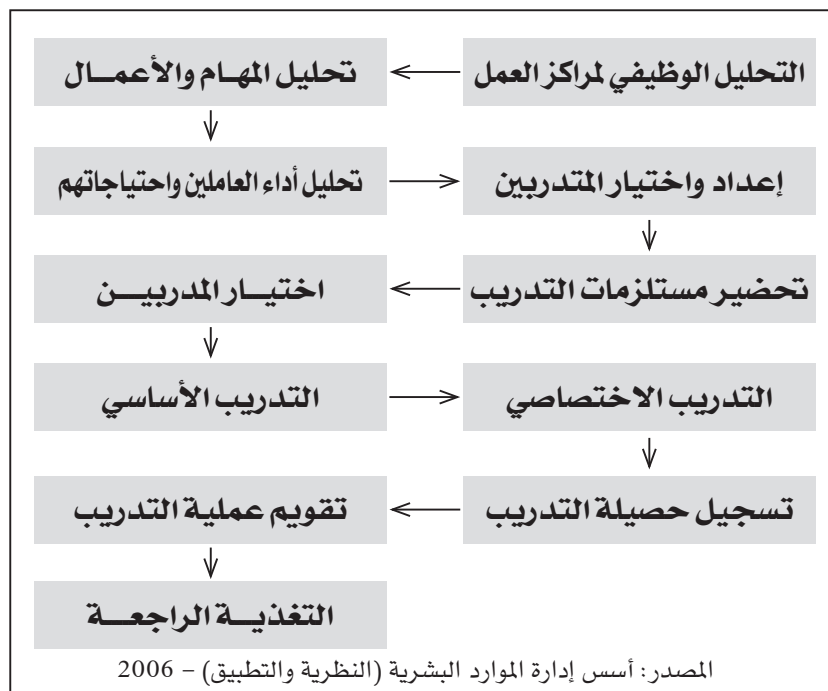 التحليل الوظيفي لمراكز العمل
تحليل المهام والأعمال
تحليل أداء العاملين واحتياجاتهم
إعداد واختيار المتدربين
تحضير مستلزمات التدريب
اختيار المدربين
التدريب الأساسي
التدريب الاختصاصي
تسجيل حصيلة التدريب
تقويم عملية التدريب
التغذية الراجعة
المصدر: أسس إدارة الموارد البشرية (النظرية والتطبيق) – 2006